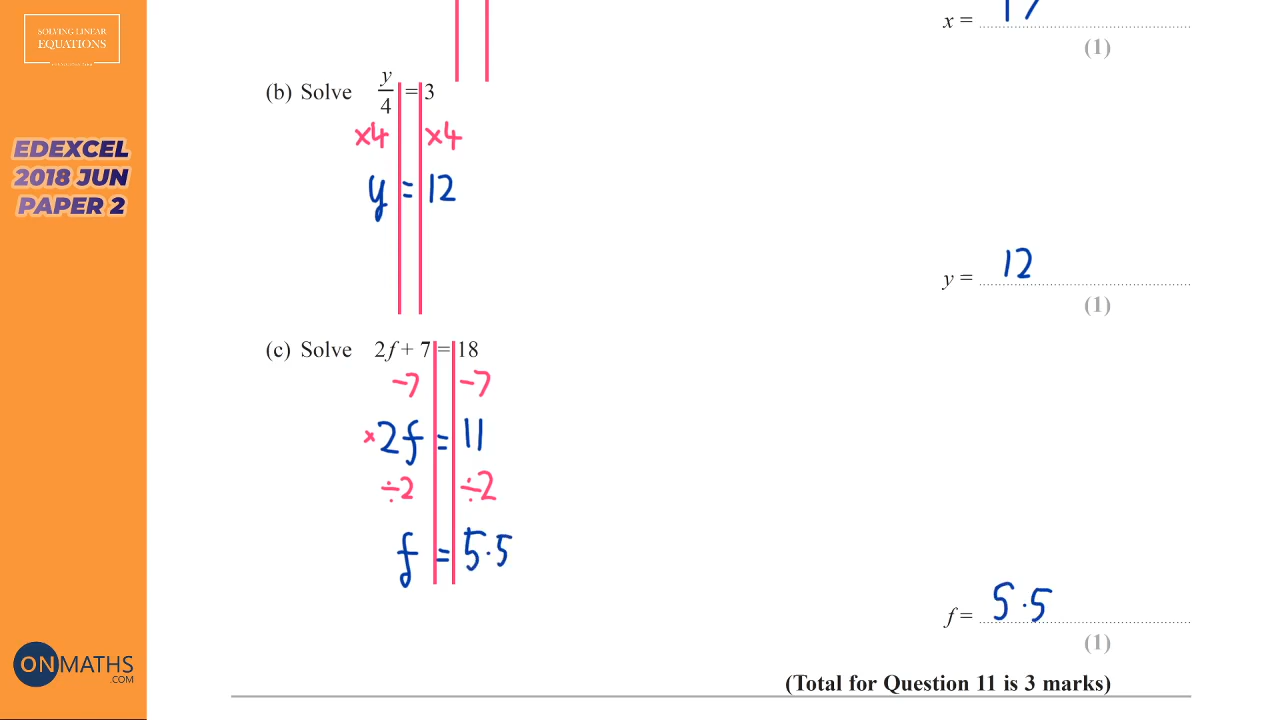 SOLVING LINEAR
EQUATIONS
EDEXCEL
2018 JUN
PAPER 2
x = 17
(1)
(b) Solve y/4 = 3
×4 ×4
y = 12
y = 12
(1)
(c) Solve 2f + 7 = 18
-7 -7
×2f = 11
÷2 ÷2
f = 5·5
f = 5·5
(1)
(Total for Question 11 is 3 marks)
ONMATHS
.COM